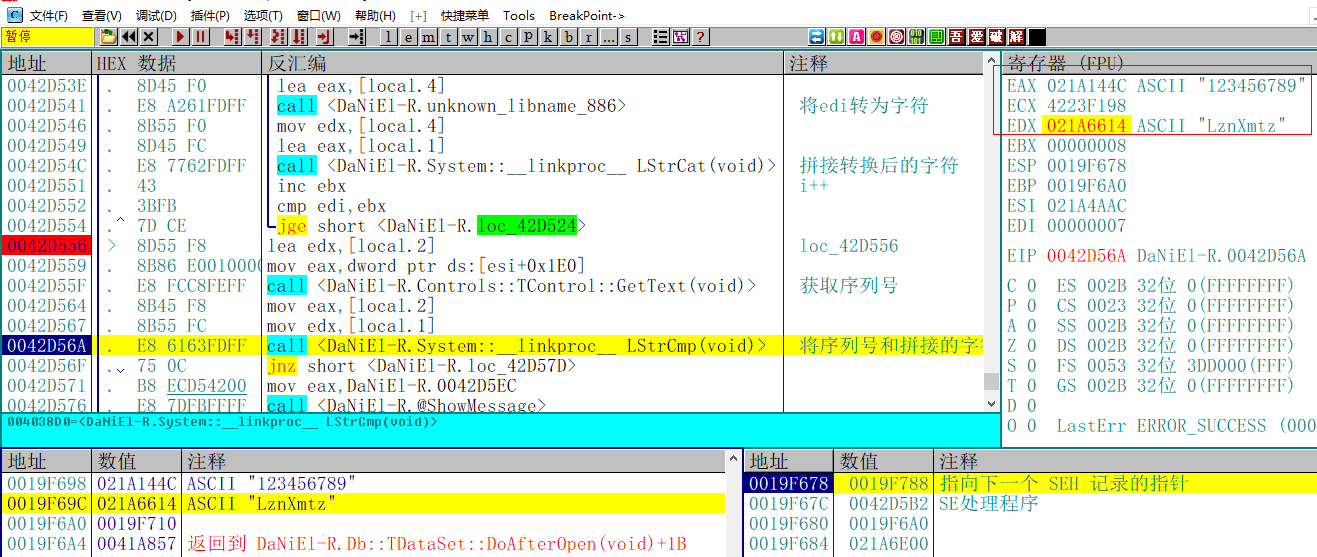 C 文件(F) 查看(V) 调试(D) 插件(P) 选项(T) 窗口(W) 帮助(H) [+] 快捷菜单 Tools BreakPoint->
暂停 l e m t w h c p k b r ... s ? A 吾 爱 破 解
地址 HEX 数据 反汇编 注释
0042D53E . 8D45 F0 lea eax,[local.4]
0042D541 . E8 A261FDFF call <DaNiEl-R.unknown_libname_886> 将edi转为字符
0042D546 . 8B55 F0 mov edx,[local.4]
0042D549 . 8D45 FC lea eax,[local.1]
0042D54C . E8 7762FDFF call <DaNiEl-R.System::__linkproc__ LStrCat(void)> 拼接转换后的字符
0042D551 . 43 inc ebx i++
0042D552 . 3BFB cmp edi,ebx
0042D554 .^ 7D CE jge short <DaNiEl-R.loc_42D524>
0042D556 > 8D55 F8 lea edx,[local.2] loc_42D556
0042D559 . 8B86 E0010000 mov eax,dword ptr ds:[esi+0x1E0]
0042D55F . E8 FCC8FEFF call <DaNiEl-R.Controls::TControl::GetText(void)> 获取序列号
0042D564 . 8B45 F8 mov eax,[local.2]
0042D567 . 8B55 FC mov edx,[local.1]
0042D56A . E8 6163FDFF call <DaNiEl-R.System::__linkproc__ LStrCmp(void)> 将序列号和拼接的字
0042D56F . 75 0C jnz short <DaNiEl-R.loc_42D57D>
0042D571 . B8 ECD54200 mov eax,DaNiEl-R.0042D5EC
0042D576 . E8 7DFBFFFF call <DaNiEl-R.@ShowMessage>
004038D0=<DaNiEl-R.System::__linkproc__ LStrCmp(void)>
寄存器 (FPU)
EAX 021A144C ASCII "123456789"
ECX 4223F198
EDX 021A6614 ASCII "LznXmtz"
EBX 00000008
ESP 0019F678
EBP 0019F6A0
ESI 021A4AAC
EDI 00000007
EIP 0042D56A DaNiEl-R.0042D56A
C 0 ES 002B 32位 0(FFFFFFFF)
P 0 CS 0023 32位 0(FFFFFFFF)
A 0 SS 002B 32位 0(FFFFFFFF)
Z 0 DS 002B 32位 0(FFFFFFFF)
S 0 FS 0053 32位 3DD000(FFF)
T 0 GS 002B 32位 0(FFFFFFFF)
D 0
O 0 LastErr ERROR_SUCCESS (000
地址 数值 注释
0019F698 021A144C ASCII "123456789"
0019F69C 021A6614 ASCII "LznXmtz"
0019F6A0 0019F710
0019F6A4 0041A857 返回到 DaNiEl-R.Db::TDataSet::DoAfterOpen(void)+1B
地址 数值 注释
0019F678 0019F788 指向下一个 SEH 记录的指针
0019F67C 0042D5B2 SE处理程序
0019F680 0019F6A0
0019F684 021A6E00